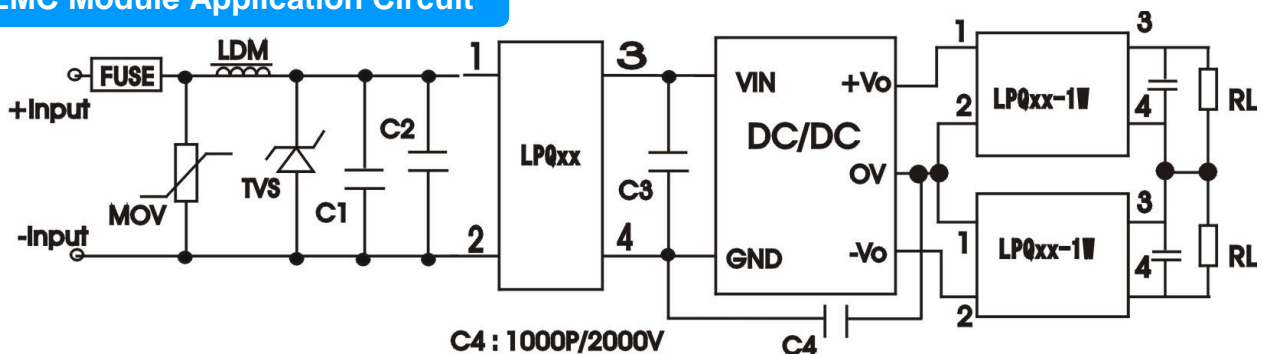 EMC Module Application Circuit
+Input
FUSE
LDM
MOV
TVS
C1
C2
-Input
1
2
LPQxx
3
4
C3
VIN
+Vo
DC/DC
OV
GND
-Vo
C4
C4 : 1000P/2000V
1
2
LPQxx-1W
3
4
RL
1
2
LPQxx-1W
3
4
RL